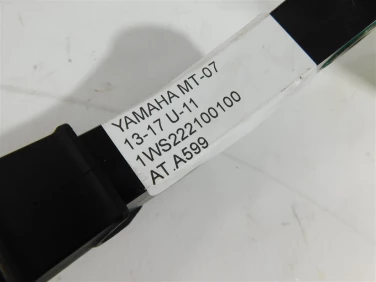 YAMAHA MT-07
13-17 U-11
1WS222100100
AT.A599